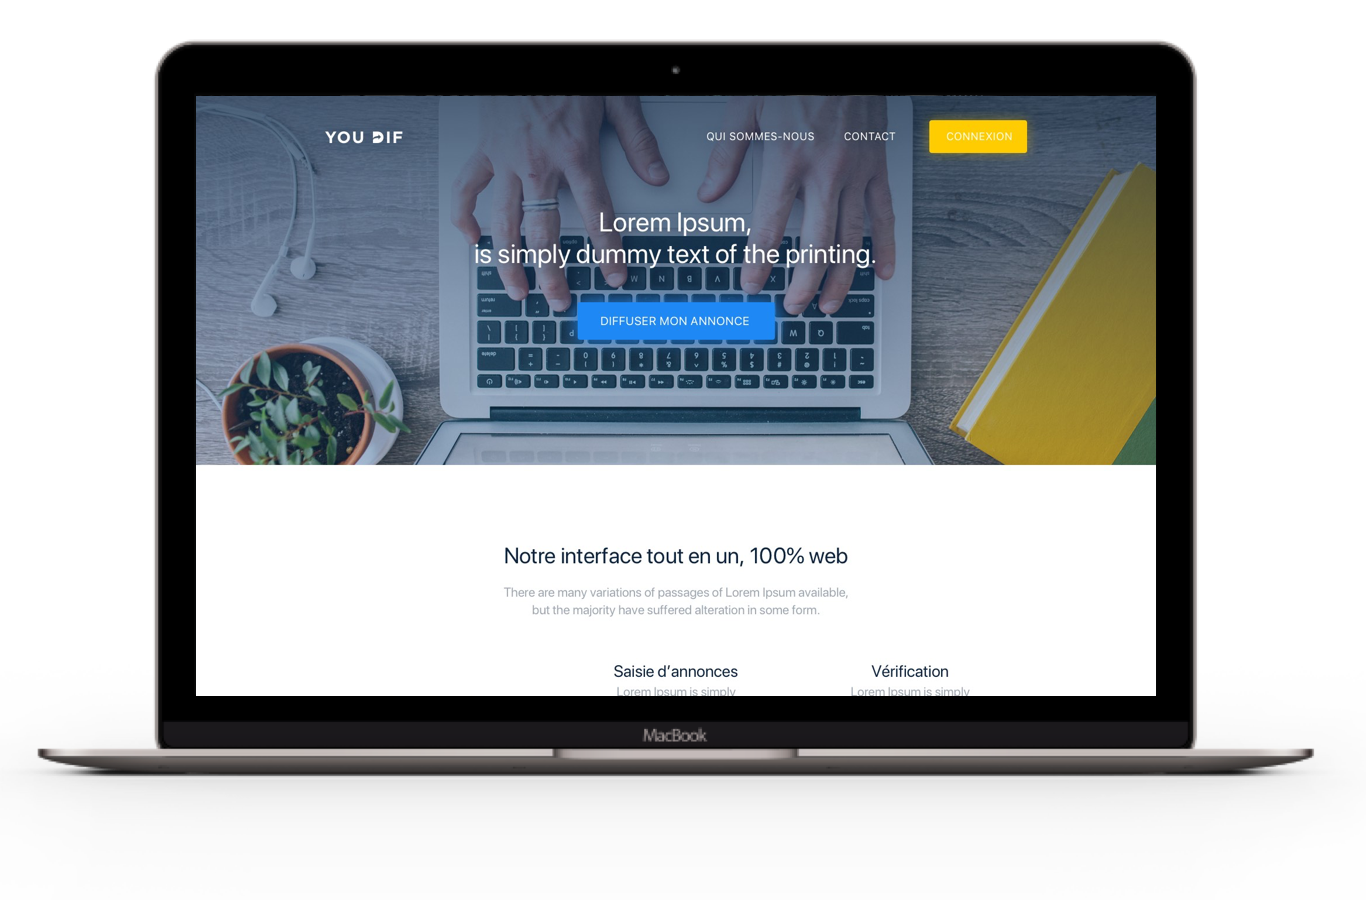 YOU DIF
QUI SOMMES-NOUS
CONTACT
CONNEXION
Lorem Ipsum,
is simply dummy text of the printing.
DIFFUSER MON ANNONCE
Notre interface tout en un, 100% web
There are many variations of passages of Lorem Ipsum available,
but the majority have suffered alteration in some form.
Saisie d’annonces
Vérification
Lorem Ipsum is simply
Lorem Ipsum is simply
MacBook